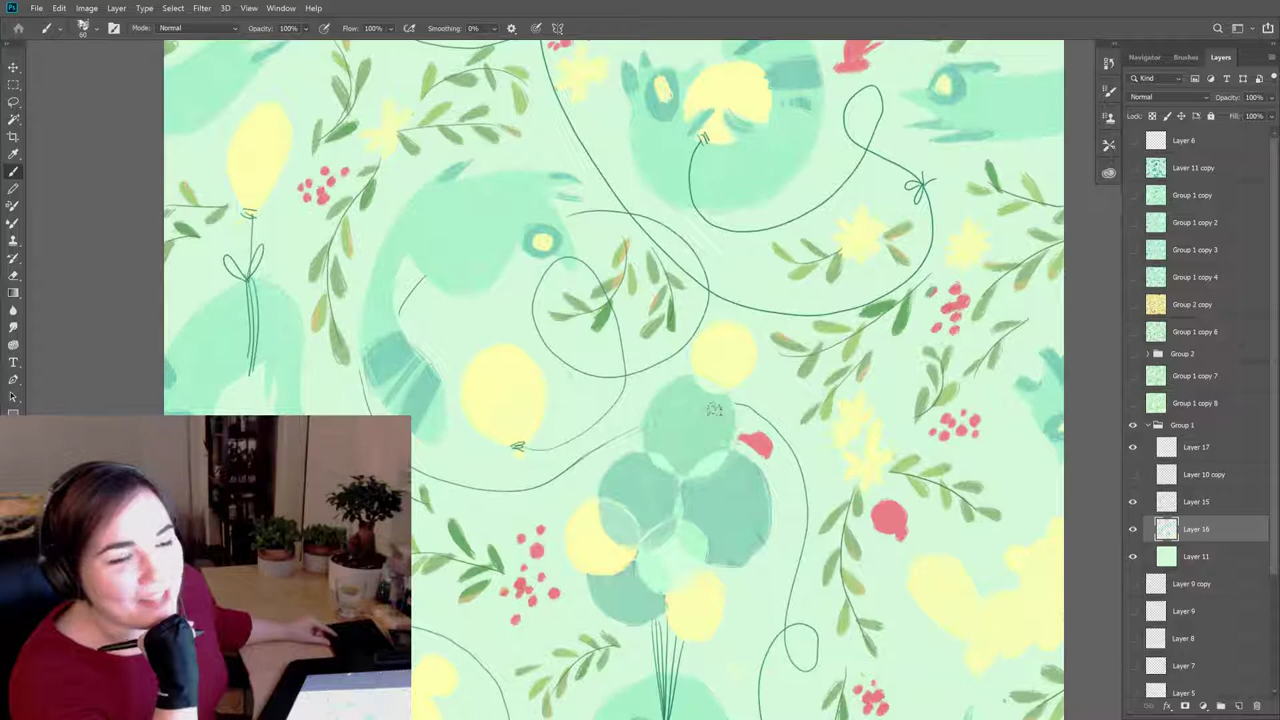 File Edit Image Layer Type Select Filter 3D View Window Help
60 Mode: Normal Opacity: 100% Flow: 100% Smoothing: 0%
Navigator Brushes Layers
Kind
Normal Opacity: 100%
Lock: Fill: 100%
Layer 6
Layer 11 copy
Group 1 copy
Group 1 copy 2
Group 1 copy 3
Group 1 copy 4
Group 2 copy
Group 1 copy 6
Group 2
Group 1 copy 7
Group 1 copy 8
Group 1
Layer 17
Layer 10 copy
Layer 15
Layer 16
Layer 11
Layer 9 copy
Layer 9
Layer 8
Layer 7
Layer 5